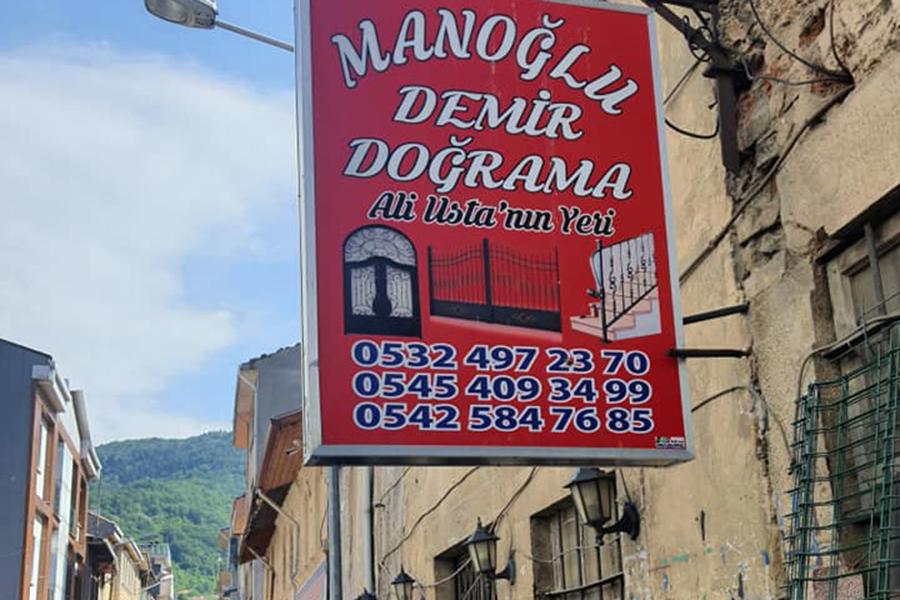 MANOĞLU
DEMİR
DOĞRAMA
Ali Usta'nın Yeri
0532 497 23 70
0545 409 34 99
0542 584 76 85